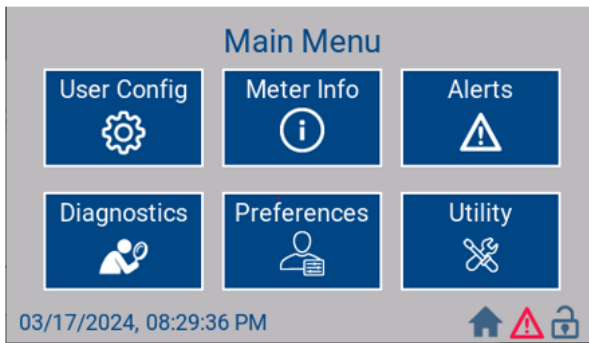 Main Menu
User Config
Meter Info
Alerts
Diagnostics
Preferences
Utility
03/17/2024, 08:29:36 PM